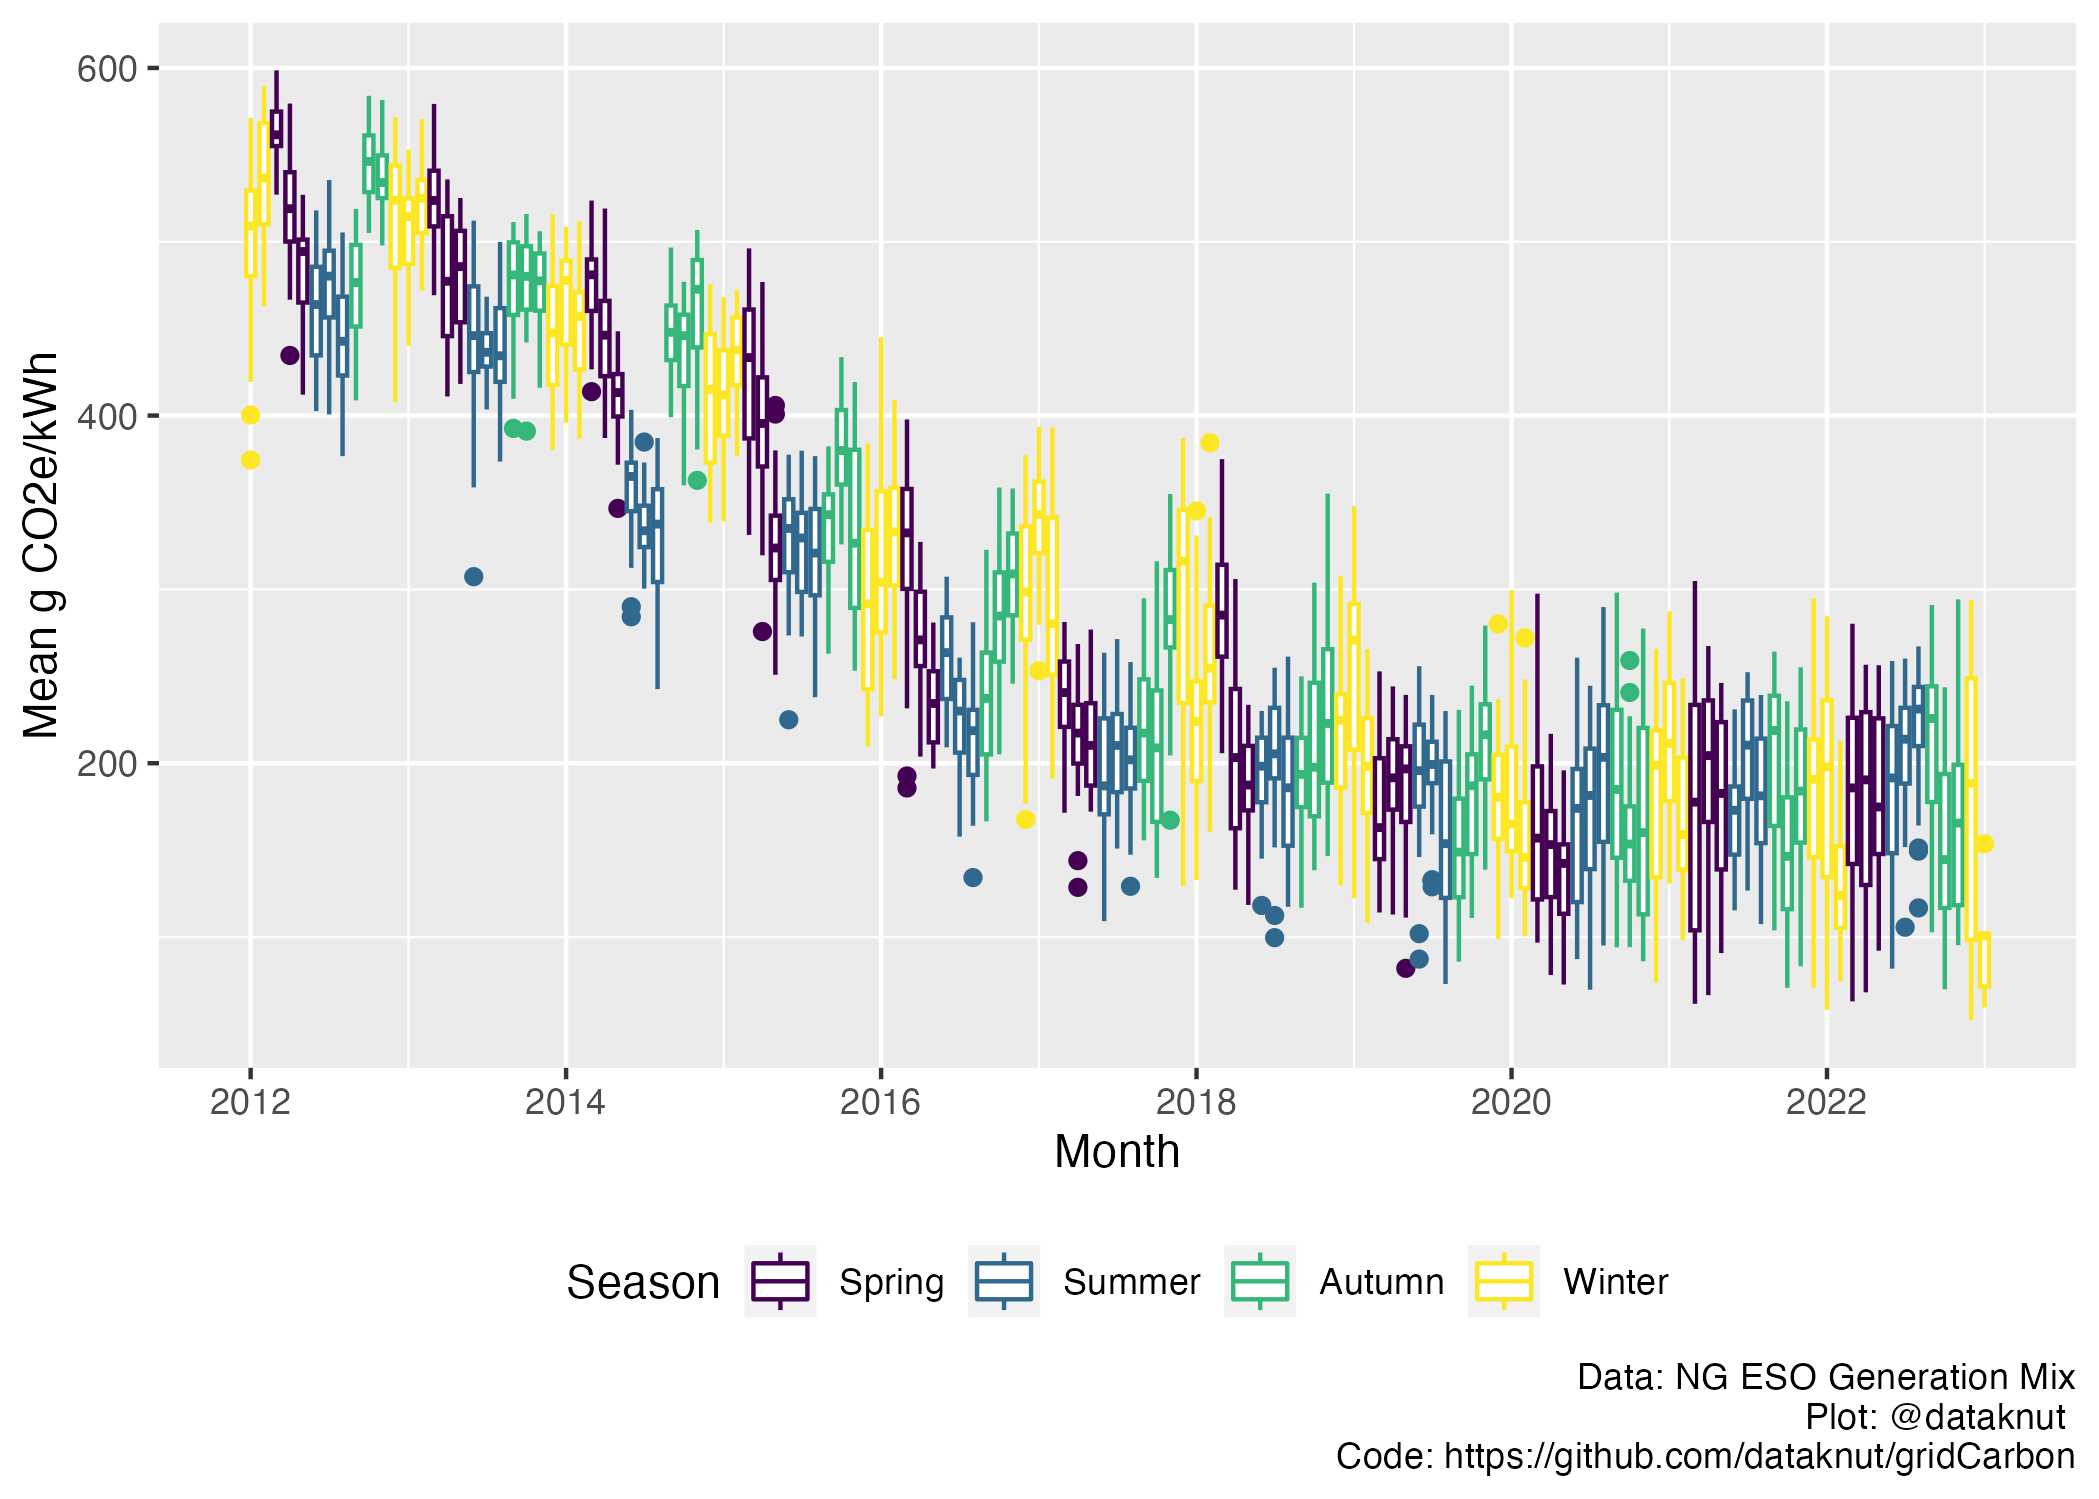 600
400
200
Mean g CO2e/kWh
2012 2014 2016 2018 2020 2022
Month
Season Spring Summer Autumn Winter
Data: NG ESO Generation Mix
Plot: @dataknut
Code: https://github.com/dataknut/gridCarbon